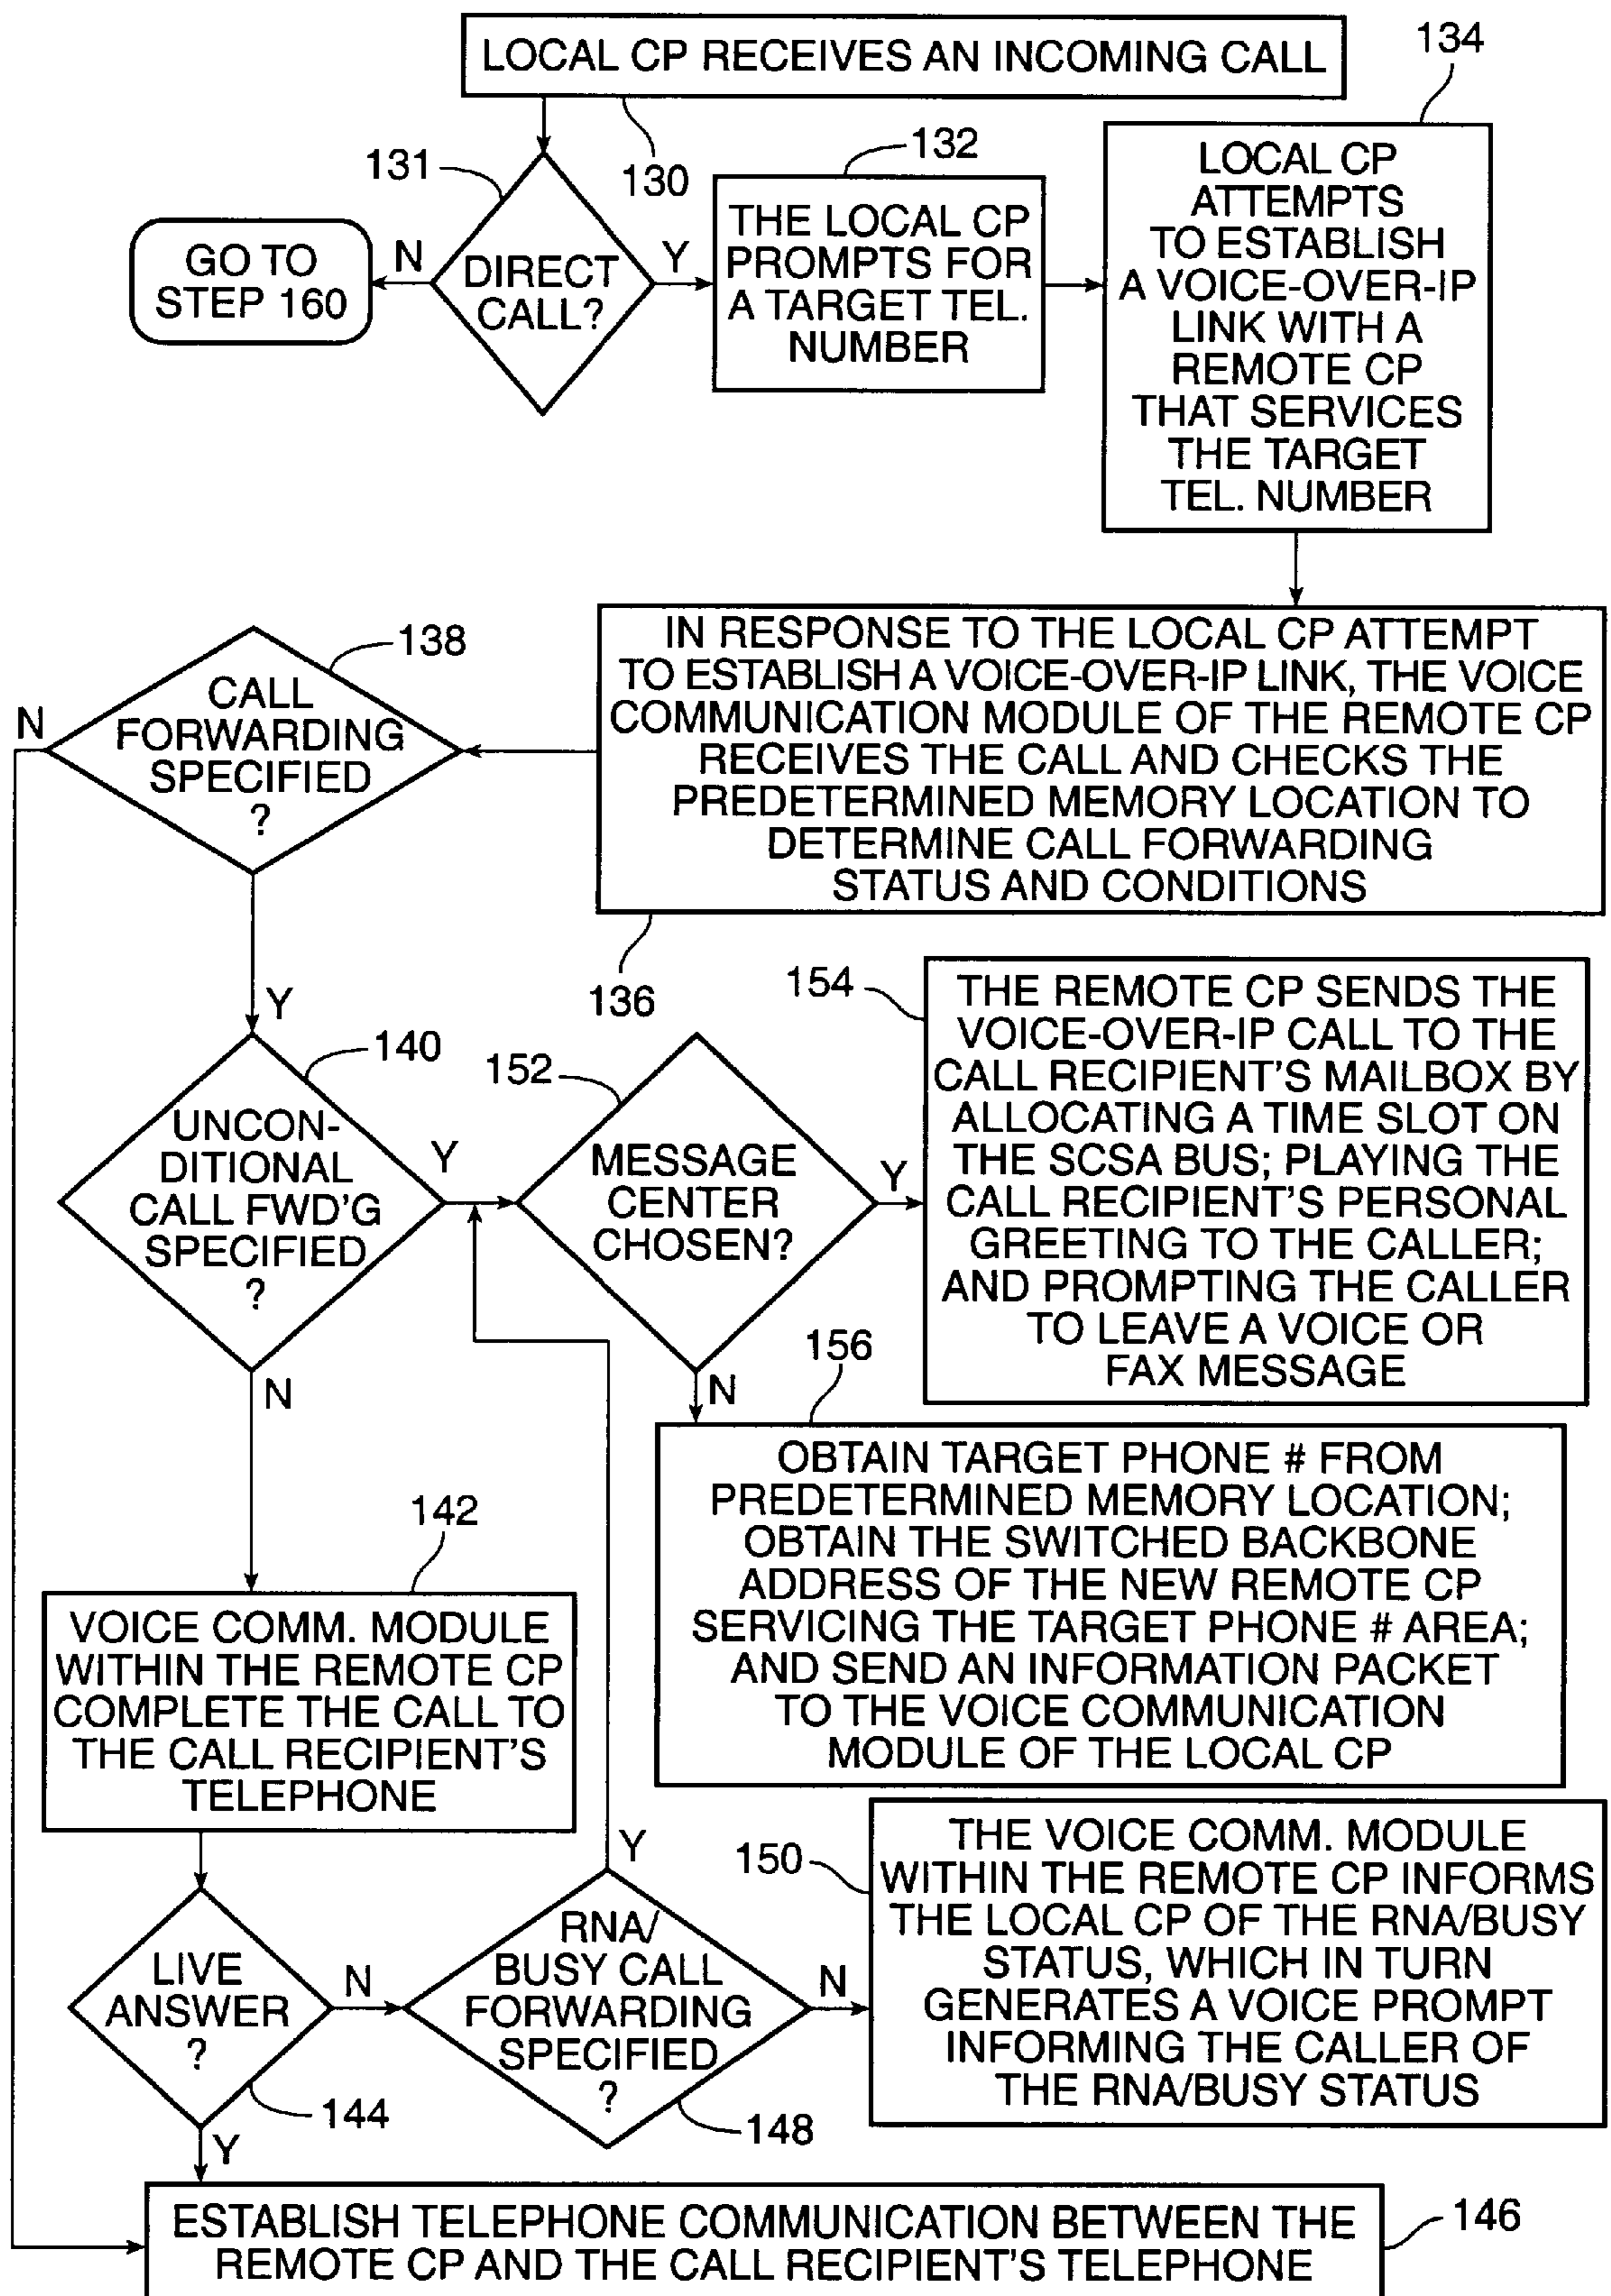 LOCAL CP RECEIVES AN INCOMING CALL
130
131
DIRECT
CALL?
N
GO TO
STEP 160
Y
132
THE LOCAL CP
PROMPTS FOR
A TARGET TEL.
NUMBER
134
LOCAL CP
ATTEMPTS
TO ESTABLISH
A VOICE-OVER-IP
LINK WITH A
REMOTE CP
THAT SERVICES
THE TARGET
TEL. NUMBER
IN RESPONSE TO THE LOCAL CP ATTEMPT
TO ESTABLISH A VOICE-OVER-IP LINK, THE VOICE
COMMUNICATION MODULE OF THE REMOTE CP
RECEIVES THE CALL AND CHECKS THE
PREDETERMINED MEMORY LOCATION TO
DETERMINE CALL FORWARDING
STATUS AND CONDITIONS
136
138
CALL
FORWARDING
SPECIFIED
?
N
Y
140
UNCON-
DITIONAL
CALL FWD'G
SPECIFIED
?
Y
N
152
MESSAGE
CENTER
CHOSEN?
Y
N
154
THE REMOTE CP SENDS THE
VOICE-OVER-IP CALL TO THE
CALL RECIPIENT'S MAILBOX BY
ALLOCATING A TIME SLOT ON
THE SCSA BUS; PLAYING THE
CALL RECIPIENT'S PERSONAL
GREETING TO THE CALLER;
AND PROMPTING THE CALLER
TO LEAVE A VOICE OR
FAX MESSAGE
156
OBTAIN TARGET PHONE # FROM
PREDETERMINED MEMORY LOCATION;
OBTAIN THE SWITCHED BACKBONE
ADDRESS OF THE NEW REMOTE CP
SERVICING THE TARGET PHONE # AREA;
AND SEND AN INFORMATION PACKET
TO THE VOICE COMMUNICATION
MODULE OF THE LOCAL CP
142
VOICE COMM. MODULE
WITHIN THE REMOTE CP
COMPLETE THE CALL TO
THE CALL RECIPIENT'S
TELEPHONE
LIVE
ANSWER
?
144
N
Y
RNA/
BUSY CALL
FORWARDING
SPECIFIED
?
148
Y
N
150
THE VOICE COMM. MODULE
WITHIN THE REMOTE CP INFORMS
THE LOCAL CP OF THE RNA/BUSY
STATUS, WHICH IN TURN
GENERATES A VOICE PROMPT
INFORMING THE CALLER OF
THE RNA/BUSY STATUS
ESTABLISH TELEPHONE COMMUNICATION BETWEEN THE
REMOTE CP AND THE CALL RECIPIENT'S TELEPHONE
146